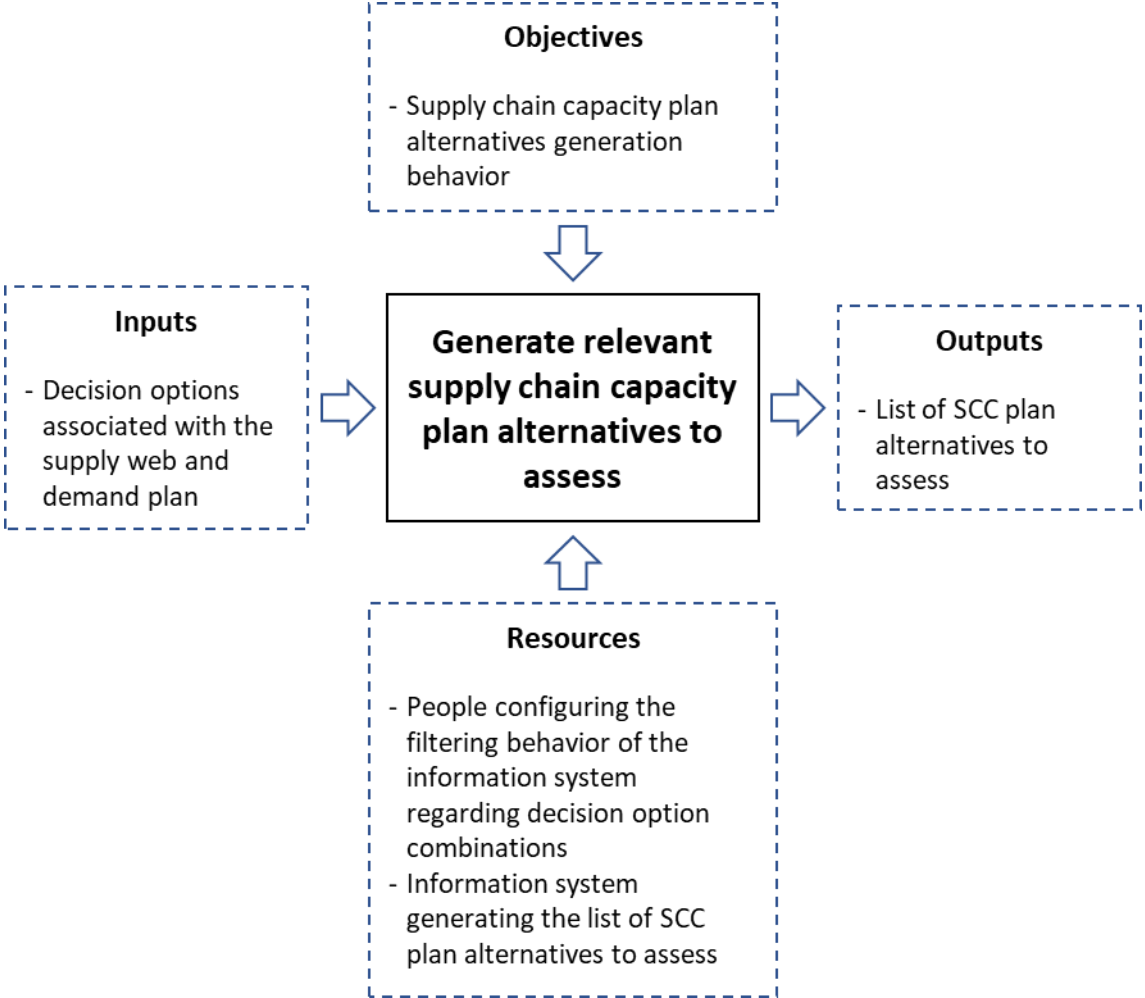 Objectives
- Supply chain capacity plan
alternatives generation
behavior
Inputs
- Decision options
associated with the
supply web and
demand plan
Generate relevant
supply chain capacity
plan alternatives to
assess
Outputs
- List of SCC plan
alternatives to
assess
Resources
- People configuring the
filtering behavior of the
information system
regarding decision option
combinations
- Information system
generating the list of SCC
plan alternatives to assess